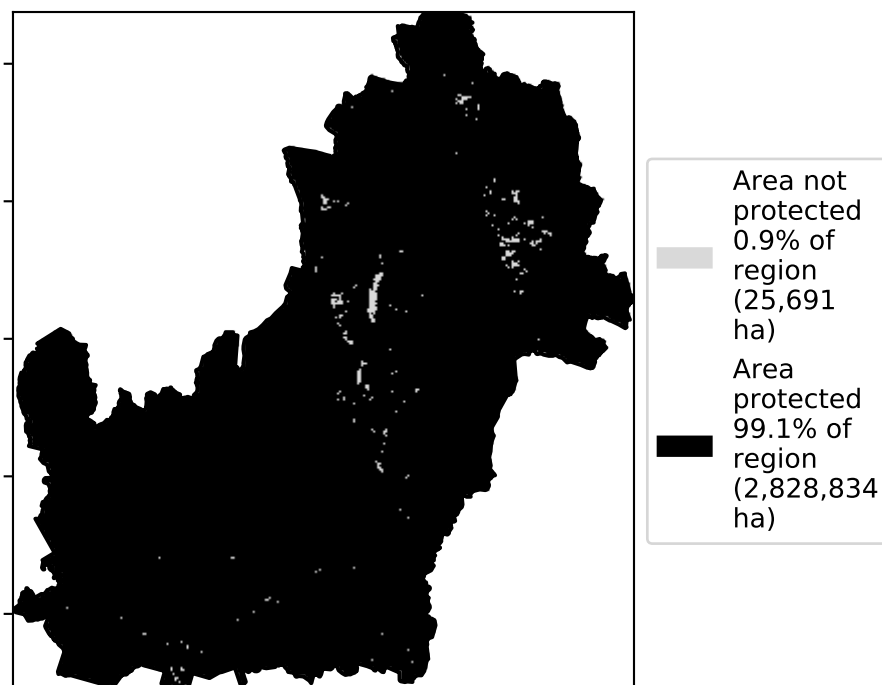 Area not
protected
0.9% of
region
(25,691
ha)
Area
protected
99.1% of
region
(2,828,834
ha)